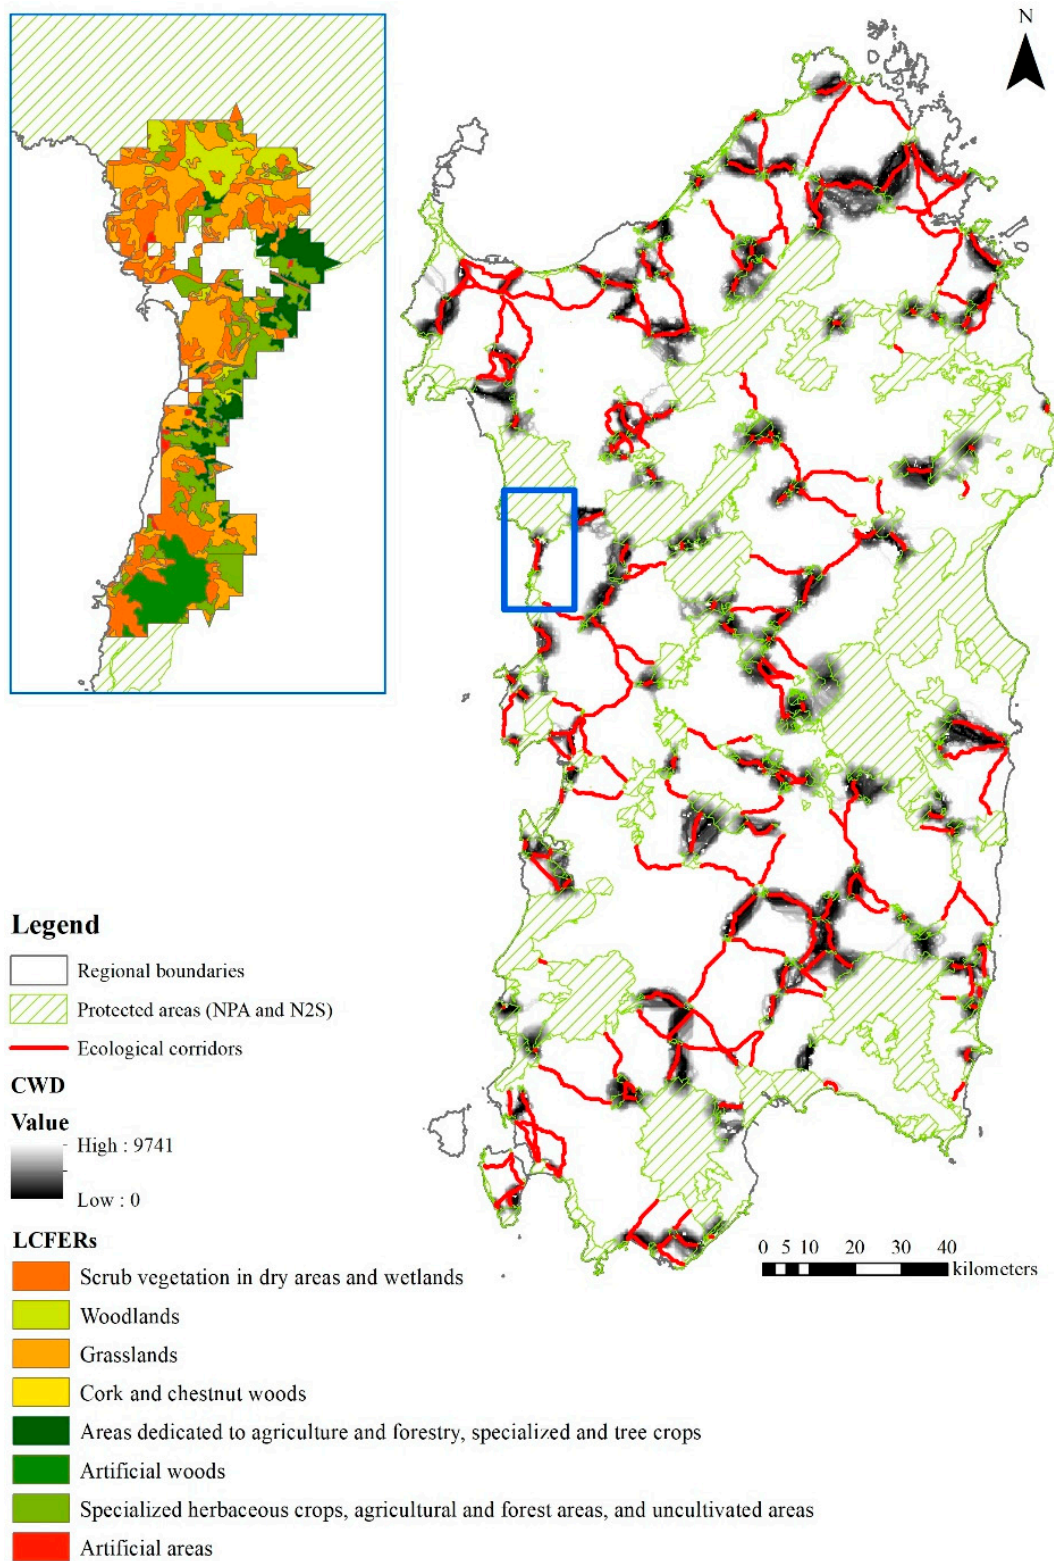 N
Legend
Regional boundaries
Protected areas (NPA and N2S)
Ecological corridors
CWD
Value
High : 9741
Low : 0
LCFERs
Scrub vegetation in dry areas and wetlands
Woodlands
Grasslands
Cork and chestnut woods
Areas dedicated to agriculture and forestry, specialized and tree crops
Artificial woods
Specialized herbaceous crops, agricultural and forest areas, and uncultivated areas
Artificial areas
0 5 10 20 30 40
kilometers